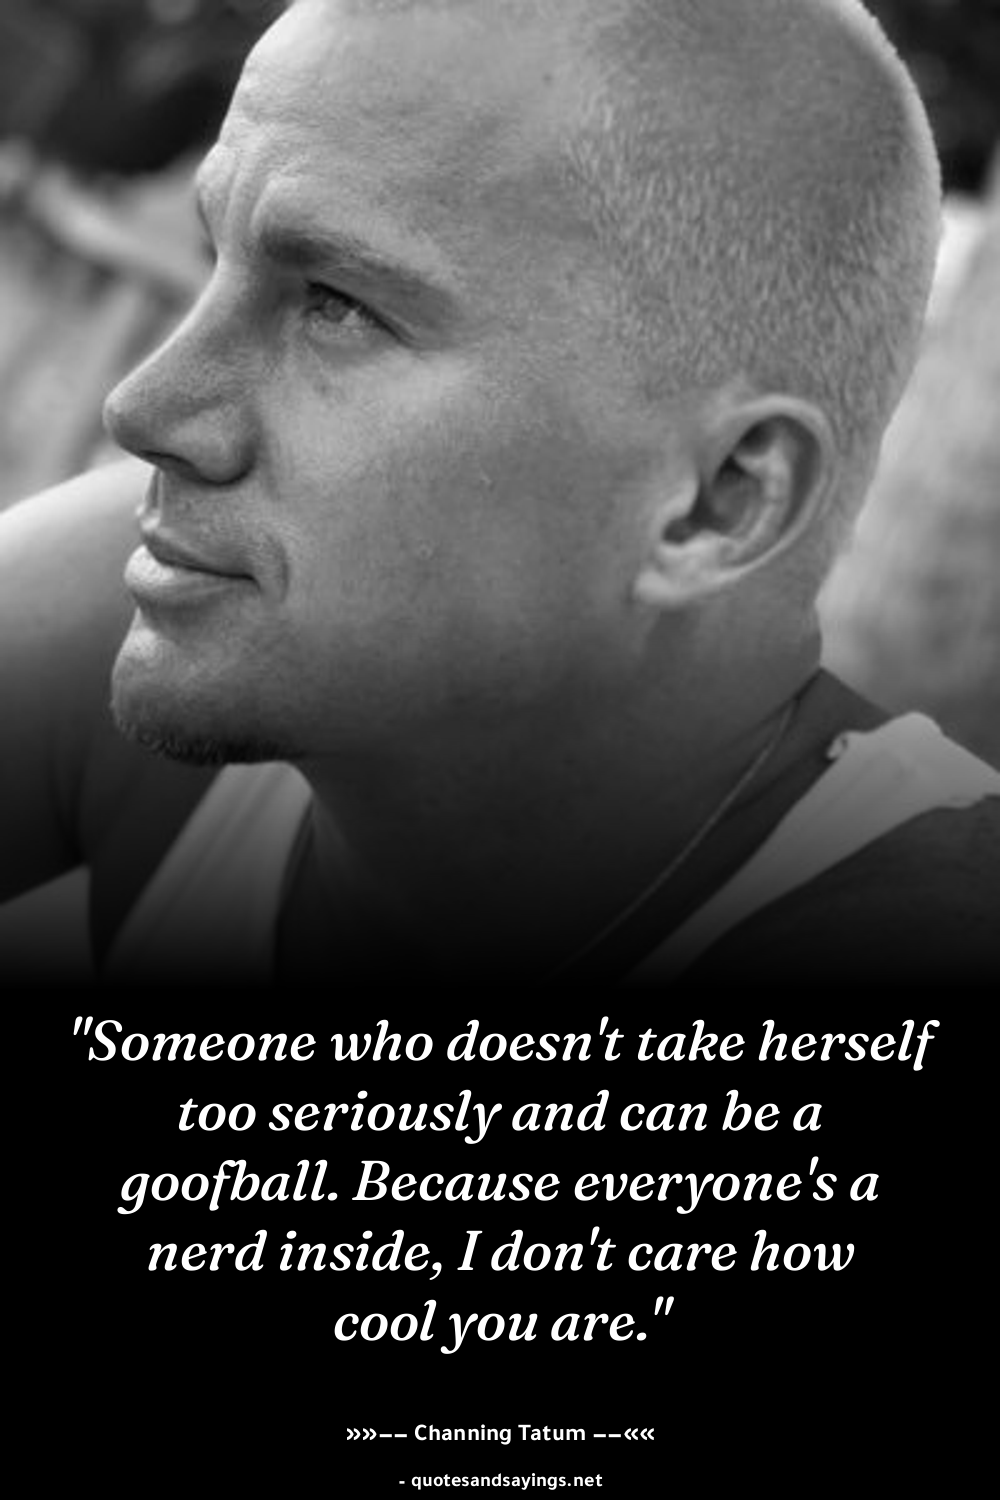 "Someone who doesn't take herself
too seriously and can be a
goofball. Because everyone's a
nerd inside, I don't care how
cool you are."
»»–– Channing Tatum ––««
- quotesandsayings.net